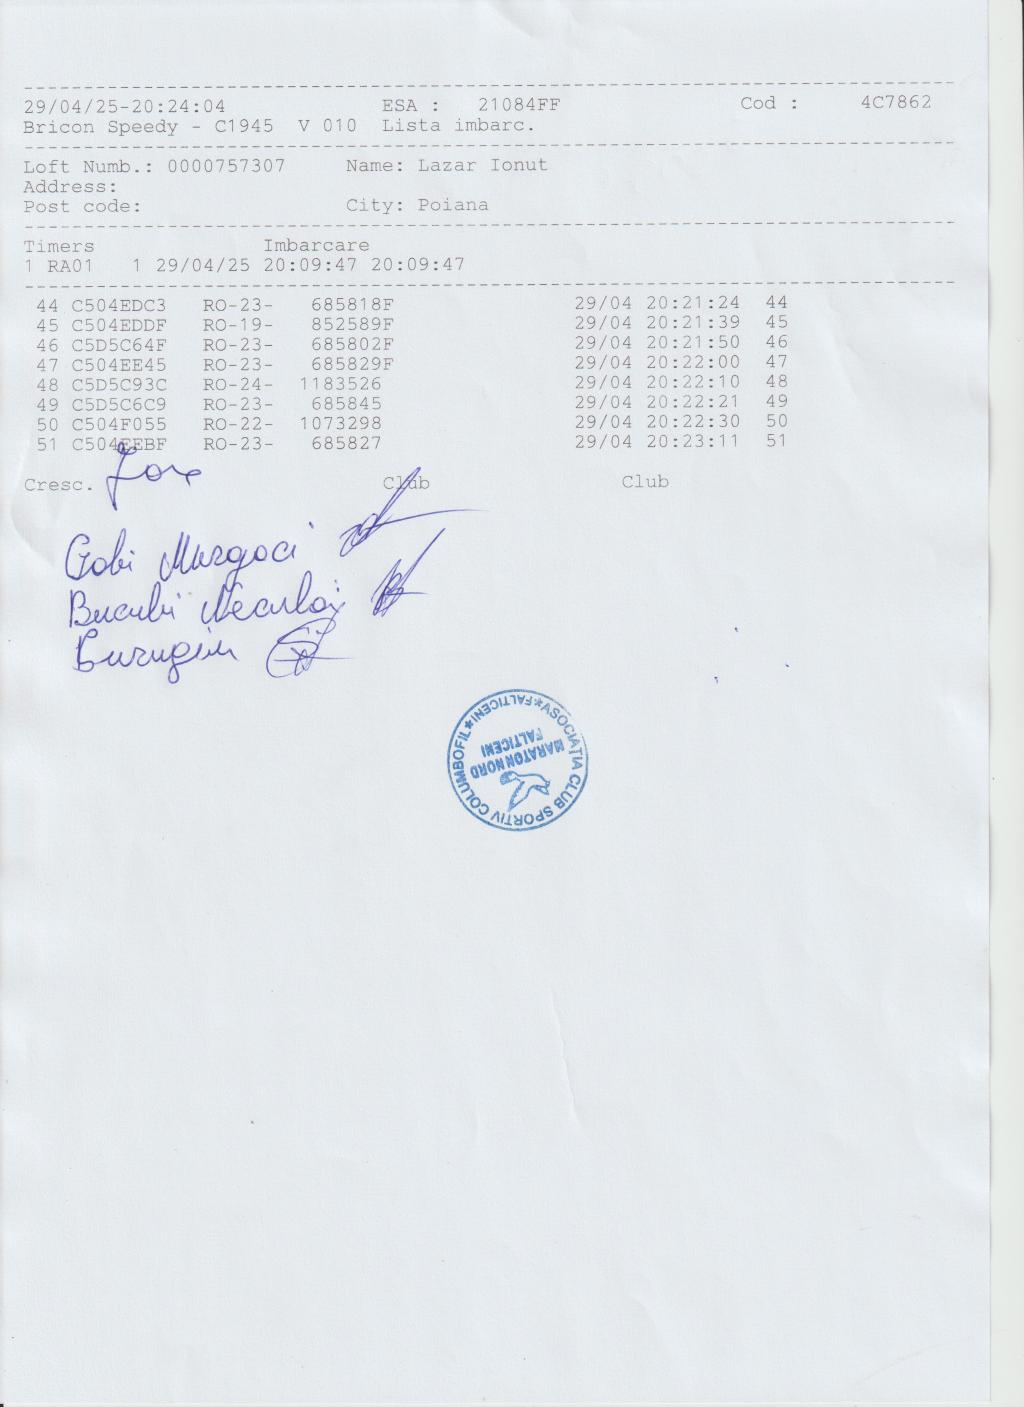 29/04/25-20:24:04 ESA : 21084FF Cod : 4C7862
Bricon Speedy - C1945 V 010 Lista imbarc.
Loft Numb.: 0000757307 Name: Lazar Ionut
Address:
Post code: City: Poiana
Timers Imbarcare
1 RA01 1 29/04/25 20:09:47 20:09:47
44 C504EDC3 RO-23- 685818F 29/04 20:21:24 44
45 C504EDDF RO-19- 852589F 29/04 20:21:39 45
46 C5D5C64F RO-23- 685802F 29/04 20:21:50 46
47 C504EE45 RO-23- 685829F 29/04 20:22:00 47
48 C5D5C93C RO-24- 1183526 29/04 20:22:10 48
49 C5D5C6C9 RO-23- 685845 29/04 20:22:21 49
50 C504F055 RO-22- 1073298 29/04 20:22:30 50
51 C504EEBF RO-23- 685827 29/04 20:23:11 51
Cresc. Club Club
Gobi Murgoci
ASOCIAȚIA CLUB SPORTIV COLUMBOFIL*FALTICENI*
MARATON NORD
FALTICENI